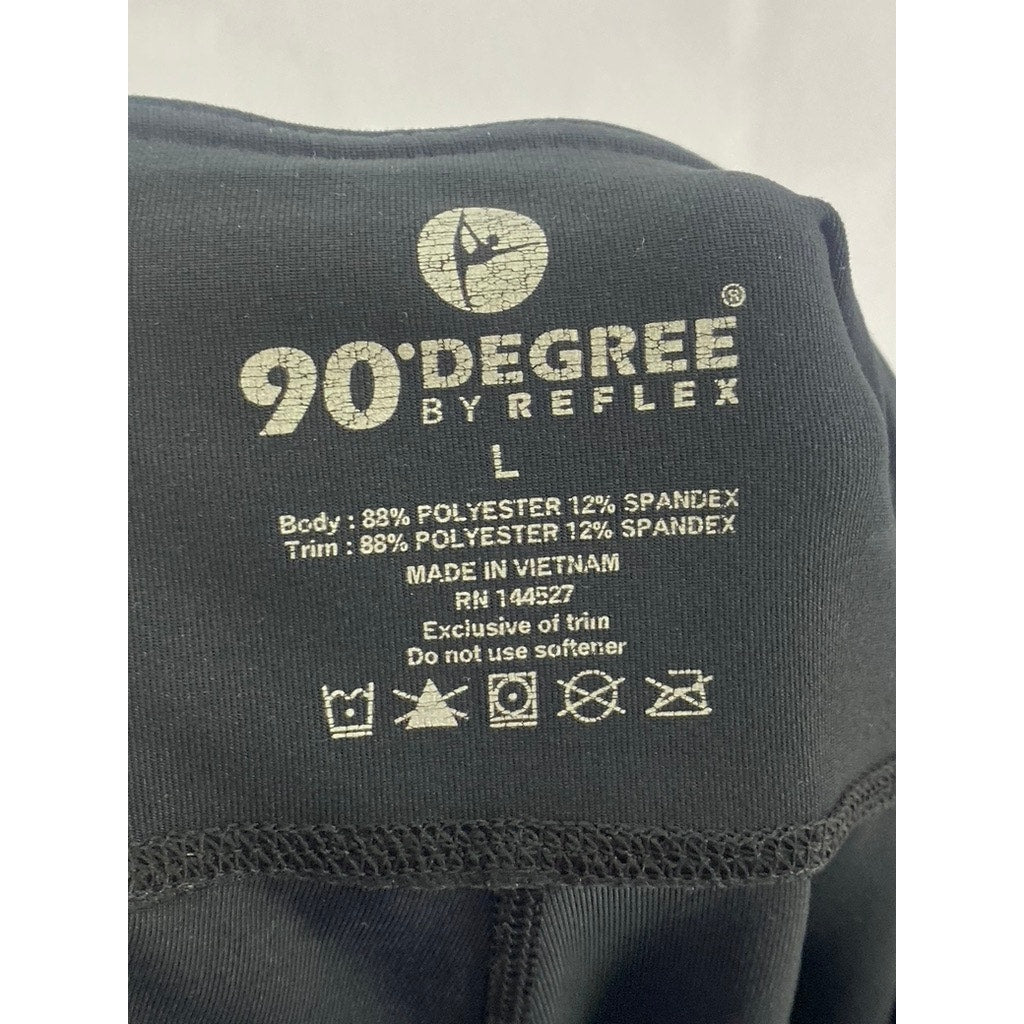 90°DEGREE®
BY REFLEX
L
Body : 88% POLYESTER 12% SPANDEX
Trim : 88% POLYESTER 12% SPANDEX
MADE IN VIETNAM
RN 144527
Exclusive of trim
Do not use softener